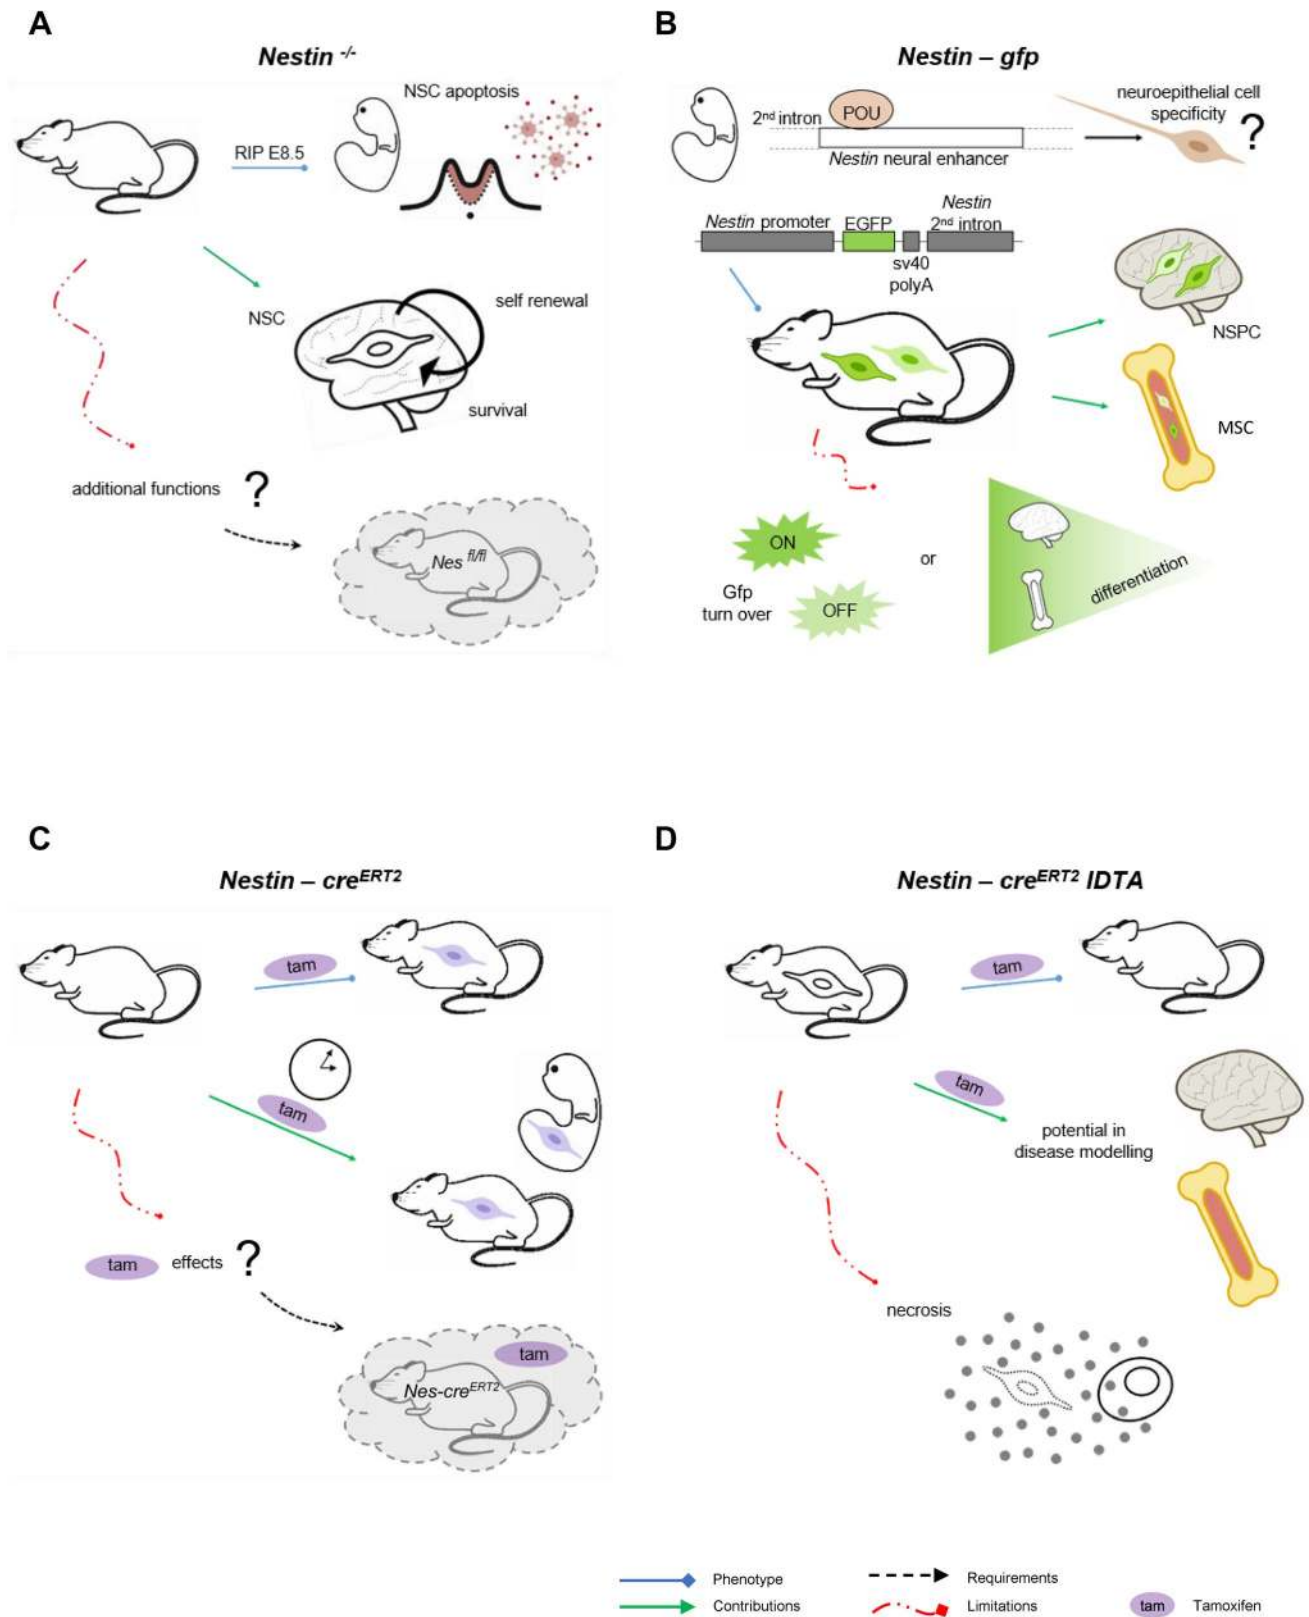 A
Nestin -/-
NSC apoptosis
RIP E8.5
NSC
self renewal
survival
additional functions ?
Nes fl/fl
B
Nestin – gfp
2nd intron
POU
Nestin neural enhancer
neuroepithelial cell
specificity ?
Nestin promoter
EGFP
sv40
polyA
Nestin
2nd intron
NSPC
MSC
ON
Gfp
turn over
OFF
or
differentiation
C
Nestin – creERT2
tam
tam
tam effects ?
tam
Nes-creERT2
D
Nestin – creERT2 IDTA
tam
tam
potential in
disease modelling
necrosis
Phenotype
Contributions
Requirements
Limitations
tam Tamoxifen